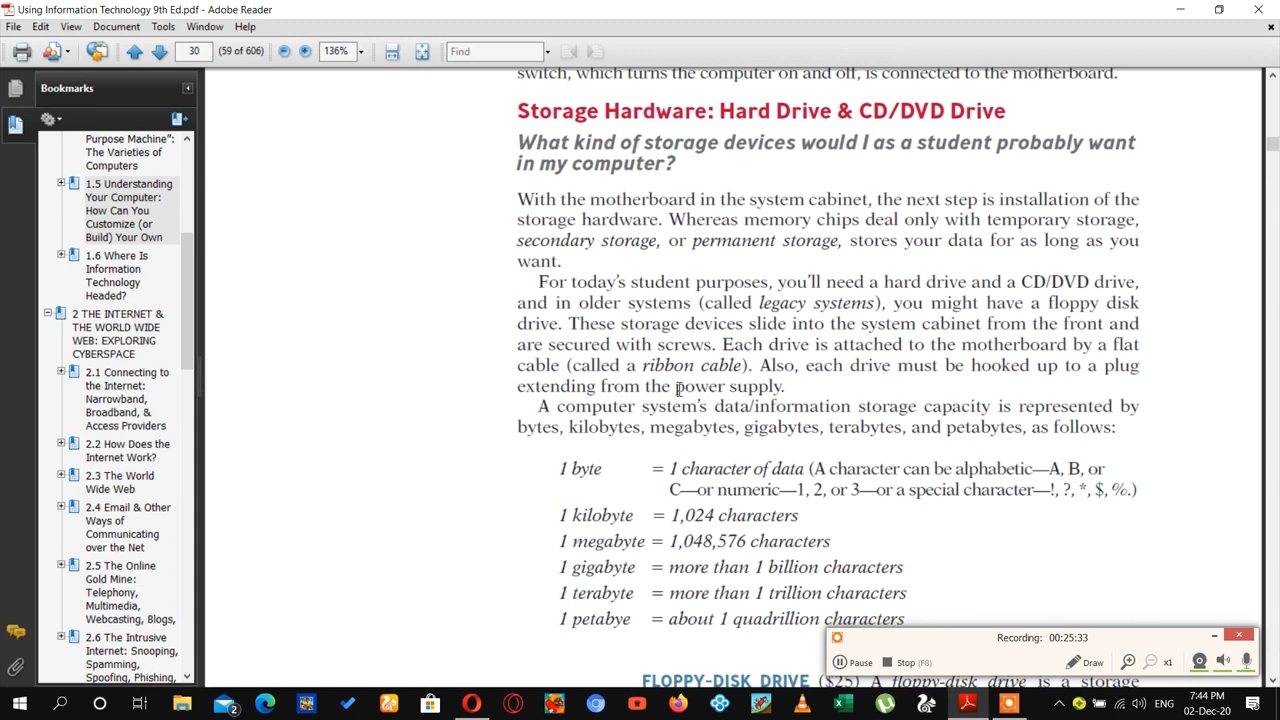 Using Information Technology 9th Ed.pdf - Adobe Reader
File Edit View Document Tools Window Help
30 (59 of 606) 136% Find
Bookmarks
Purpose Machine":
The Varieties of
Computers
1.5 Understanding
Your Computer:
How Can You
Customize (or
Build) Your Own
1.6 Where Is
Information
Technology
Headed?
2 THE INTERNET &
THE WORLD WIDE
WEB: EXPLORING
CYBERSPACE
2.1 Connecting to
the Internet:
Narrowband,
Broadband, &
Access Providers
2.2 How Does the
Internet Work?
2.3 The World
Wide Web
2.4 Email & Other
Ways of
Communicating
over the Net
2.5 The Online
Gold Mine:
Telephony,
Multimedia,
Webcasting, Blogs,
2.6 The Intrusive
Internet: Snooping,
Spamming,
Spoofing, Phishing,
switch, which turns the computer on and off, is connected to the motherboard.
Storage Hardware: Hard Drive & CD/DVD Drive
What kind of storage devices would I as a student probably want
in my computer?
With the motherboard in the system cabinet, the next step is installation of the
storage hardware. Whereas memory chips deal only with temporary storage,
secondary storage, or permanent storage, stores your data for as long as you
want.
For today's student purposes, you'll need a hard drive and a CD/DVD drive,
and in older systems (called legacy systems), you might have a floppy disk
drive. These storage devices slide into the system cabinet from the front and
are secured with screws. Each drive is attached to the motherboard by a flat
cable (called a ribbon cable). Also, each drive must be hooked up to a plug
extending from the power supply.
A computer system's data/information storage capacity is represented by
bytes, kilobytes, megabytes, gigabytes, terabytes, and petabytes, as follows:
1 byte = 1 character of data (A character can be alphabetic—A, B, or
C—or numeric—1, 2, or 3—or a special character—!, ?, *, $, %.)
1 kilobyte = 1,024 characters
1 megabyte = 1,048,576 characters
1 gigabyte = more than 1 billion characters
1 terabyte = more than 1 trillion characters
1 petabye = about 1 quadrillion characters
FLOPPY-DISK DRIVE ($25) A floppy-disk drive is a storage
Recording: 00:25:33
Pause Stop (F8) Draw x1
2 ENG 7:44 PM
02-Dec-20